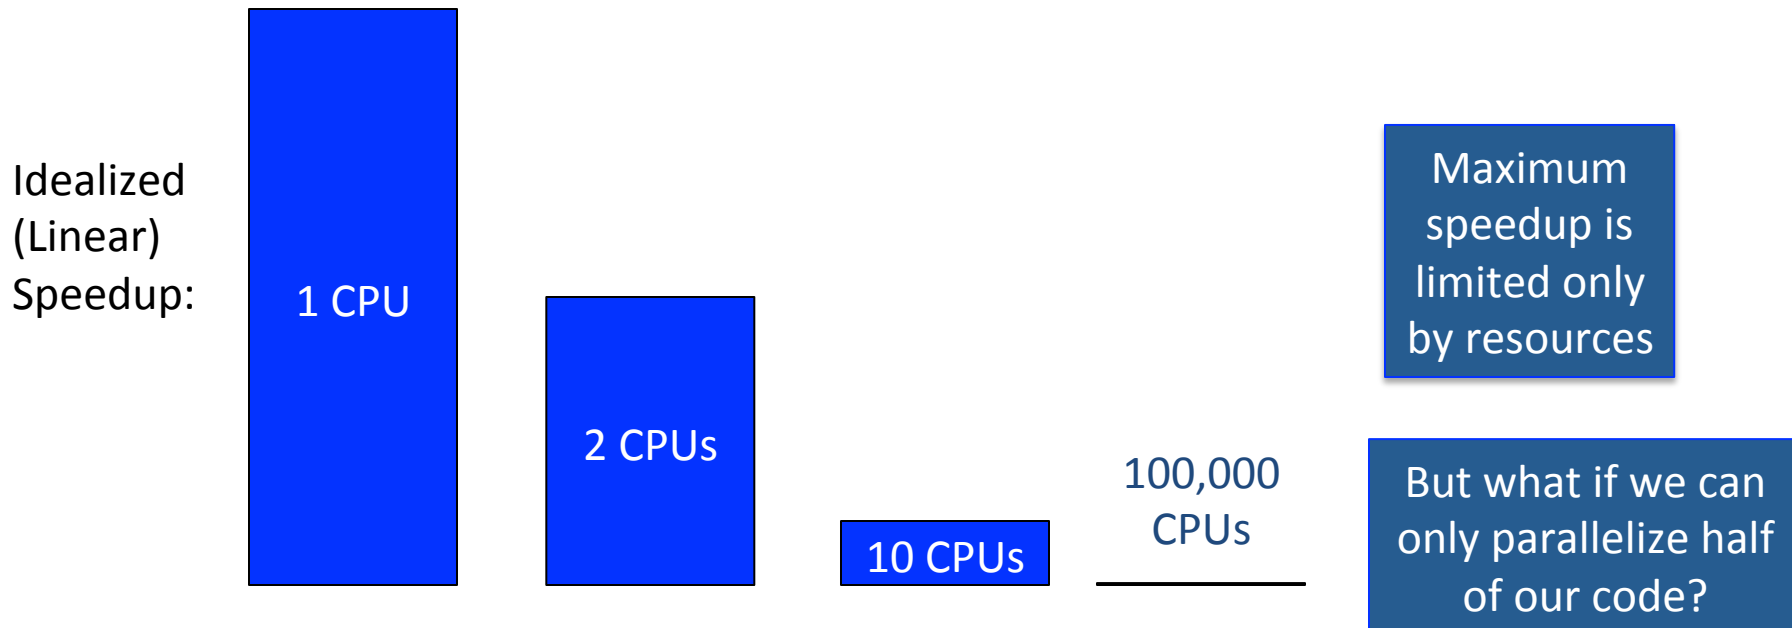 Idealized
(Linear)
Speedup:
1 CPU
2 CPUs
10 CPUs
100,000
CPUs
Maximum
speedup is
limited only
by resources
But what if we can
only parallelize half
of our code?